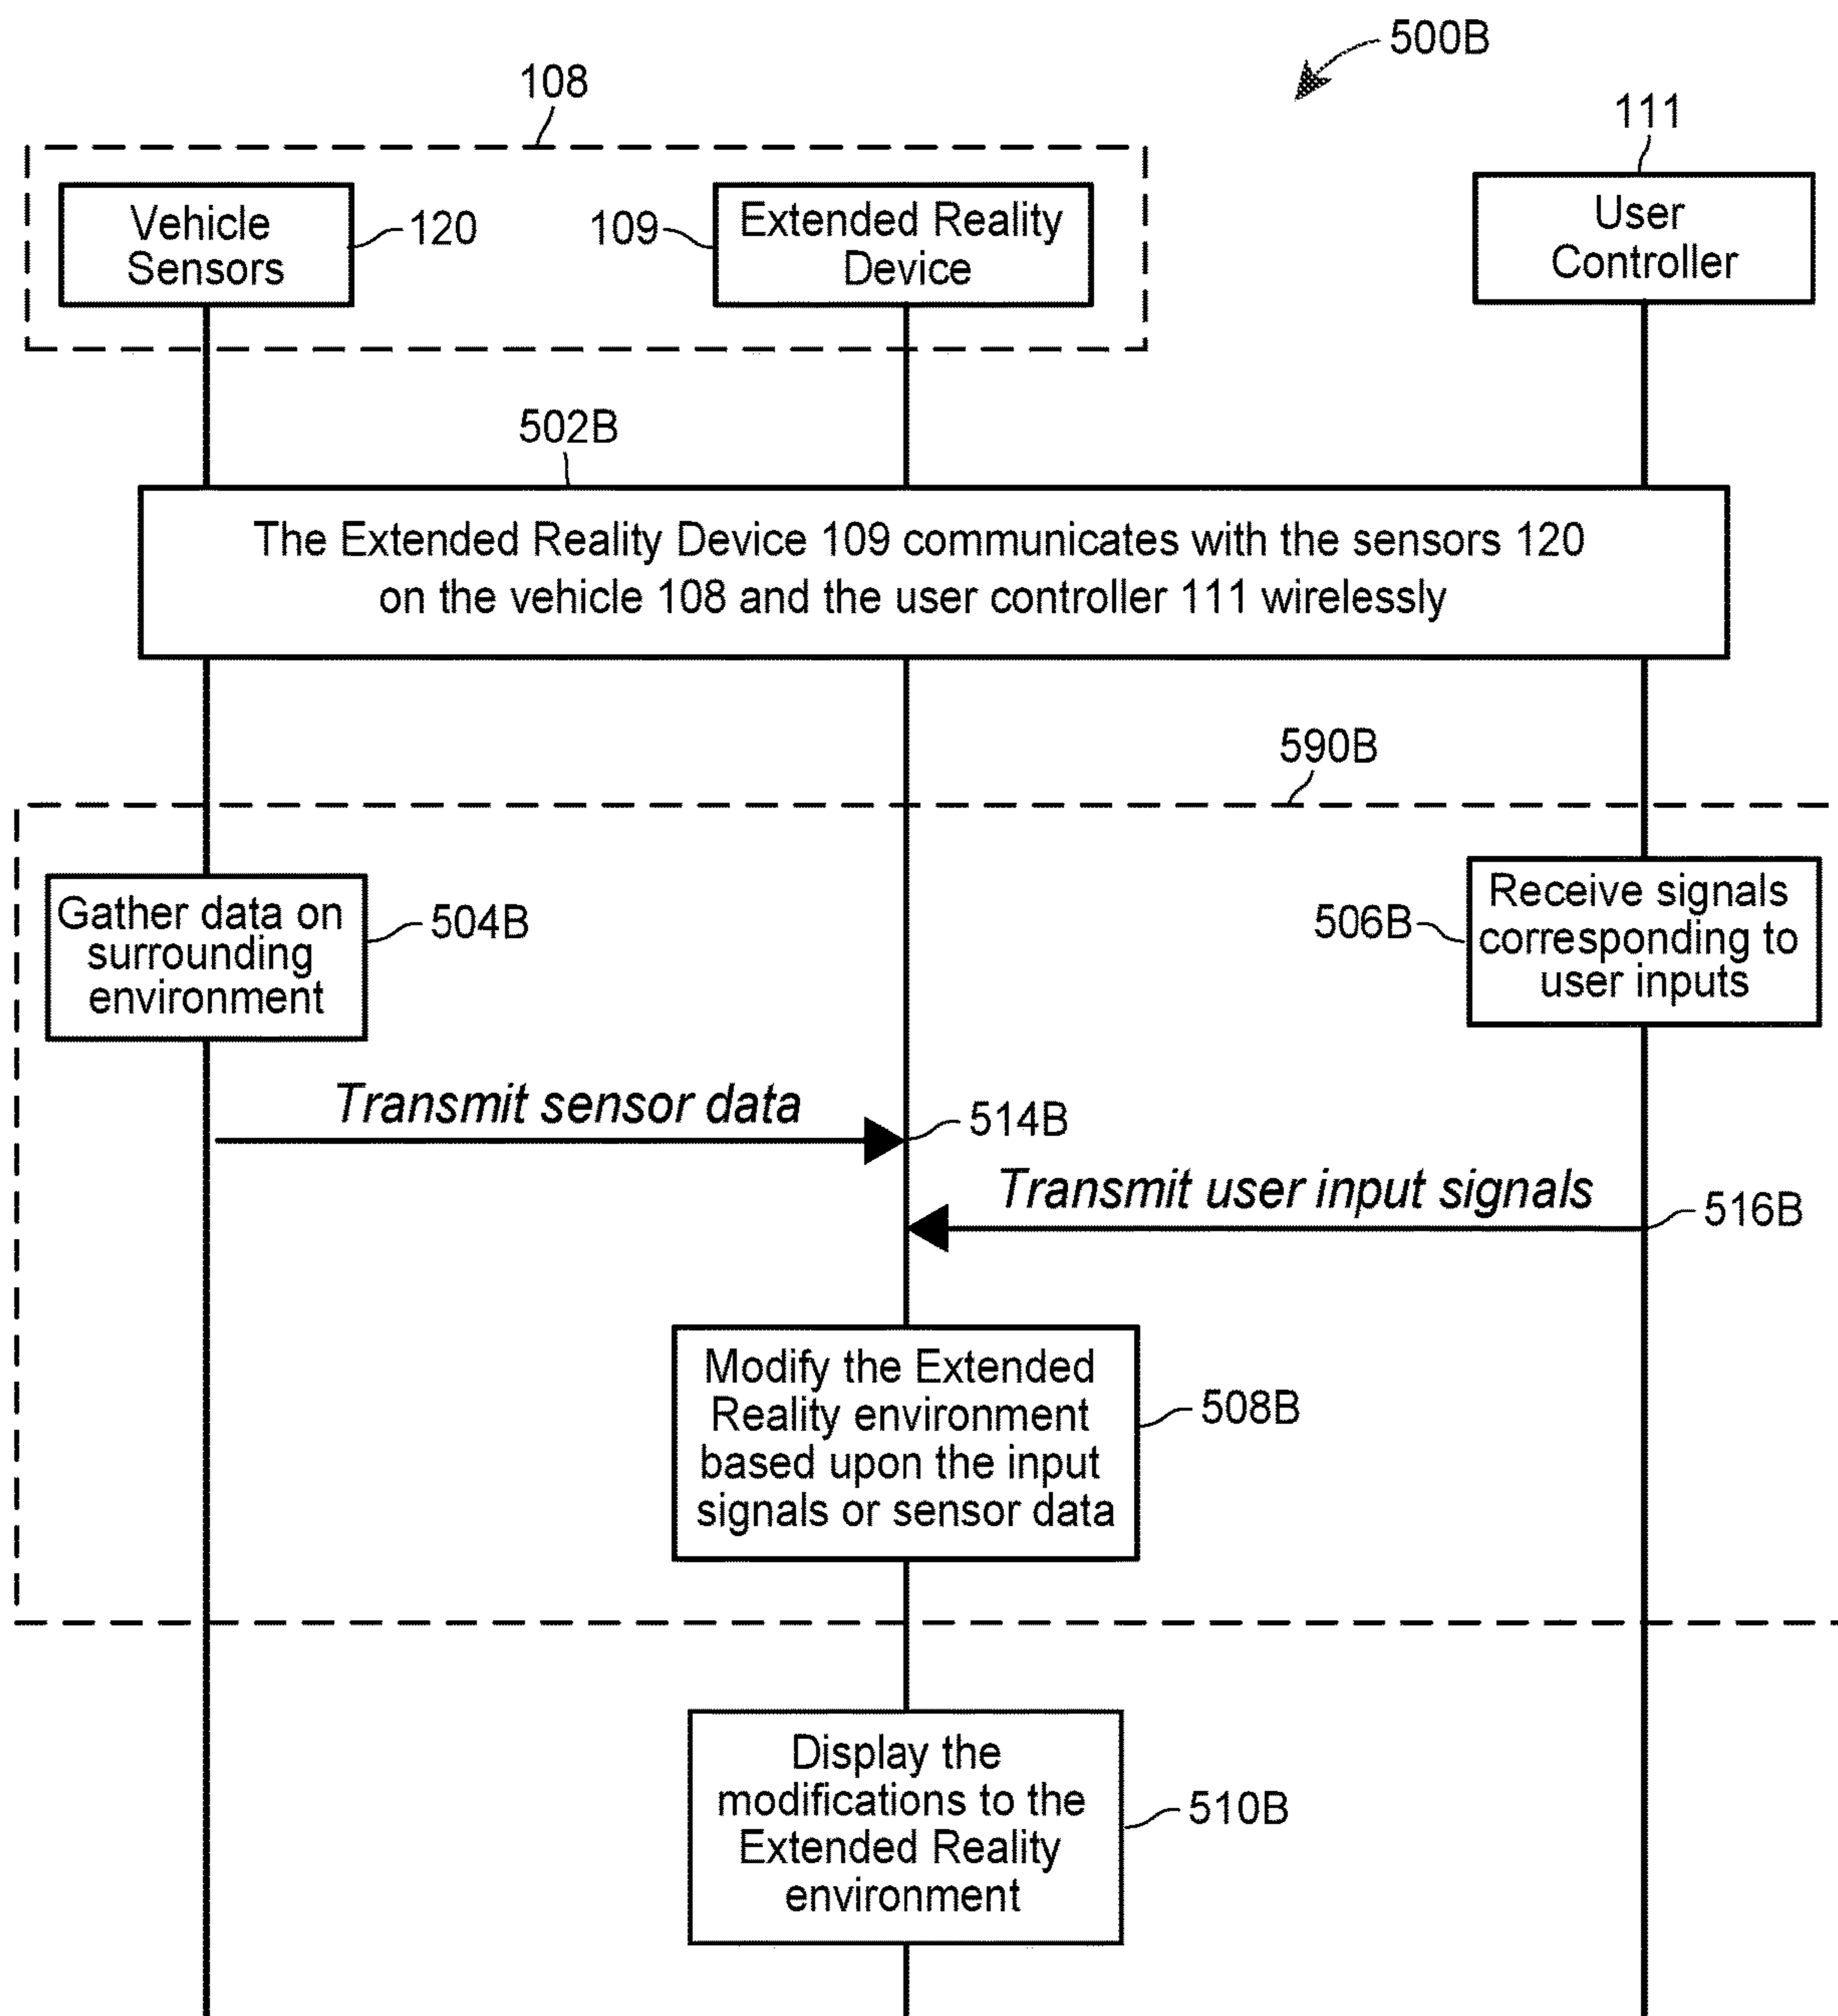 500B
108
111
Vehicle
Sensors
120
109
Extended Reality
Device
User
Controller
502B
The Extended Reality Device 109 communicates with the sensors 120
on the vehicle 108 and the user controller 111 wirelessly
590B
Gather data on
surrounding
environment
504B
506B
Receive signals
corresponding to
user inputs
Transmit sensor data
514B
Transmit user input signals
516B
Modify the Extended
Reality environment
based upon the input
signals or sensor data
508B
Display the
modifications to the
Extended Reality
environment
510B